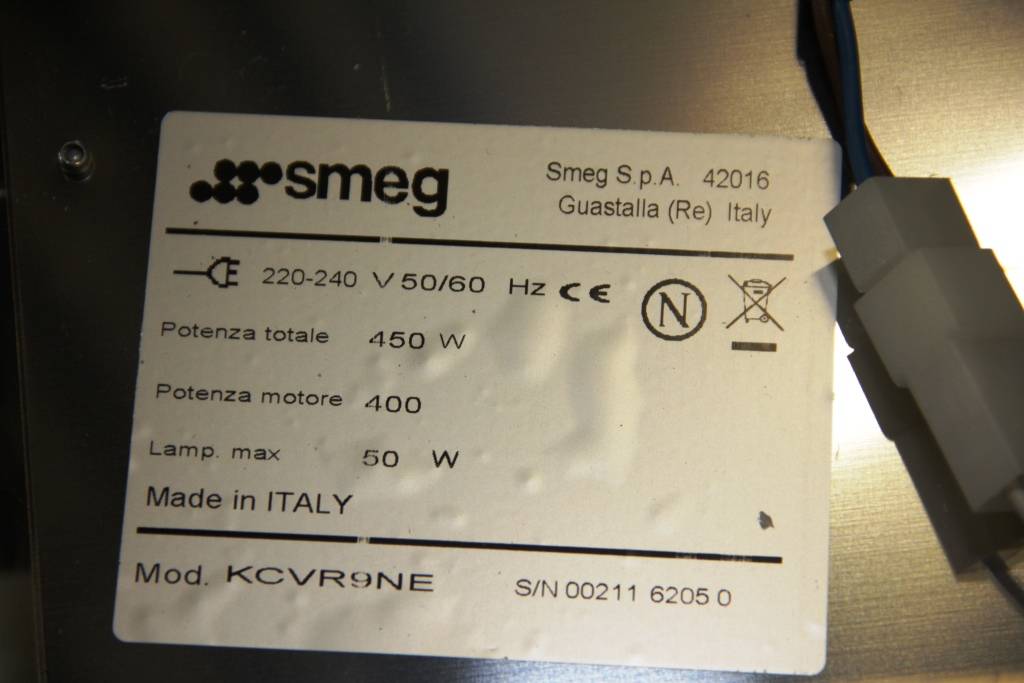 smeg
Smeg S.p.A. 42016
Guastalla (Re) Italy
220-240 V 50/60 Hz CE
N
Potenza totale 450 W
Potenza motore 400
Lamp. max 50 W
Made in ITALY
Mod. KCVR9NE
S/N 00211 6205 0